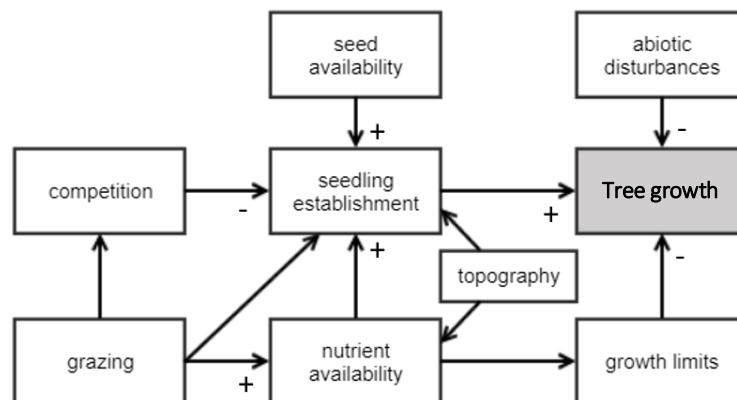 seed
availability
abiotic
disturbances
+
-
competition
seedling
establishment
Tree growth
-
+
+
-
topography
grazing
nutrient
availability
growth limits
+